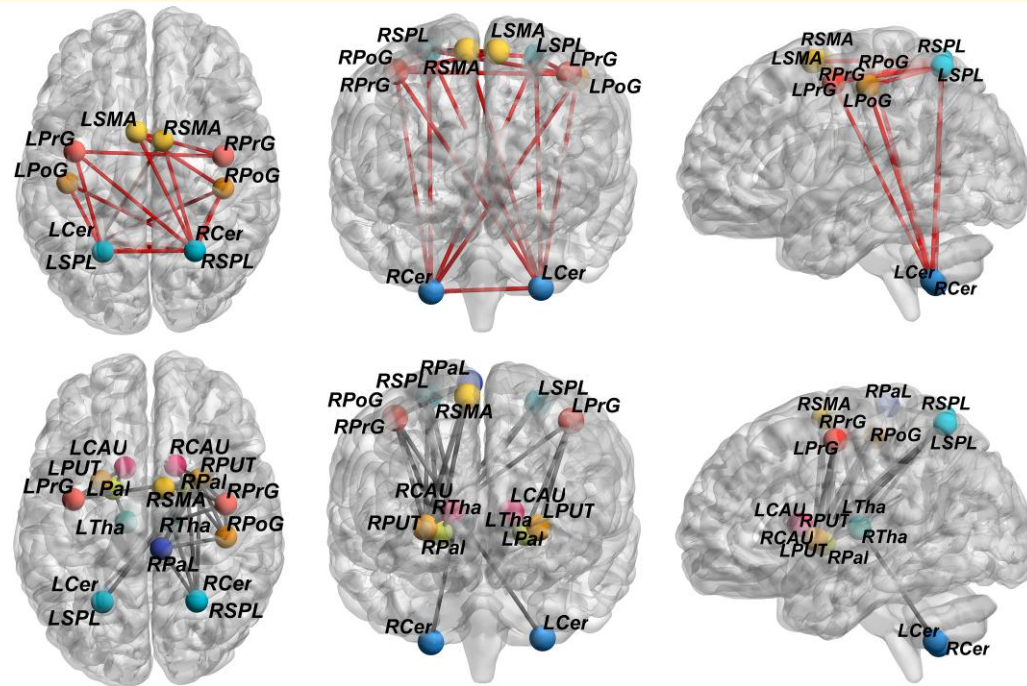 LSMA
RSMA
LPrG
RPrG
LPoG
RPoG
LCer
RCer
LSPL
RSPL
RSPL
LSMA
LSPL
LPrG
RPoG
RSMA
RPrG
LPoG
RCer
LCer
RSMA
RSPL
LSMA
RPoG
RPrG
LSPL
LPrG
LPoG
LCer
RCer
LCAU
RCAU
LPUT
RPUT
LPrG
LPal
RPal
RSMA
RPrG
LTha
RTha
RPoG
RPaL
LCer
RCer
LSPL
RSPL
RPaL
RSPL
LSPL
RPoG
RSMA
LPrG
RPrG
RCAU
LCAU
RTha
LTha
LPUT
RPUT
RPal
LPal
RCer
LCer
RPaL
RSMA
RSPL
RPrG
RPoG
LPrG
LSPL
LTha
LCAU
RPUT
RCAU
RTha
LPUT
RPal
LCer
RCer